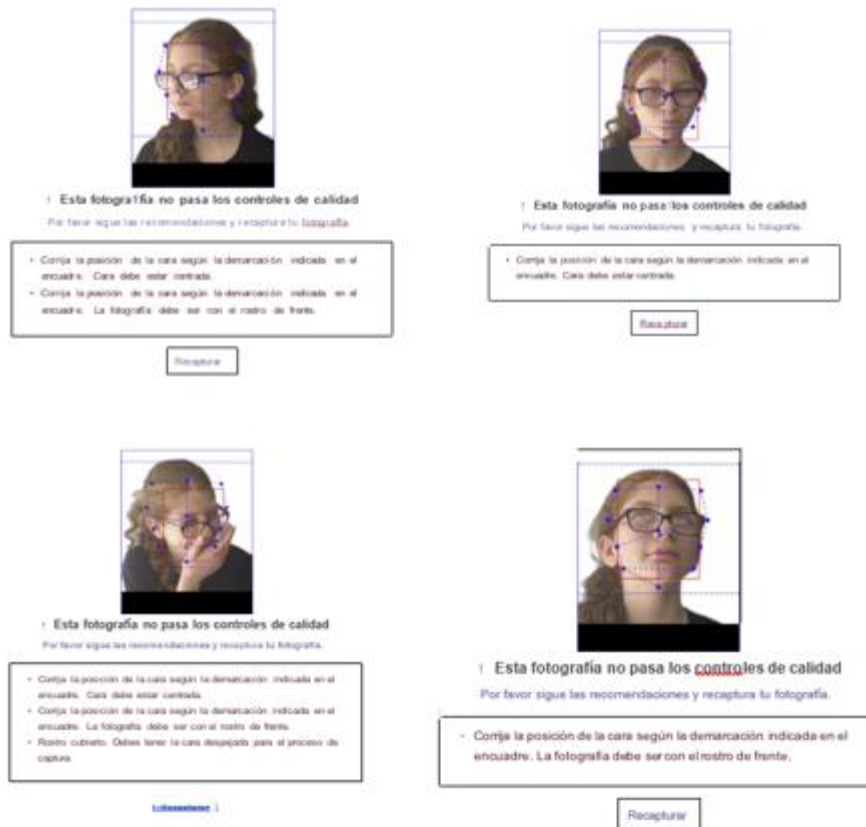 ↑ Esta fotografía no pasa los controles de calidad
Por favor sigue las recomendaciones y recaptura tu fotografía.
• Corrija la posición de la cara según la demarcación indicada en el
encuadre. Cara debe estar centrada.
• Corrija la posición de la cara según la demarcación indicada en el
encuadre. La fotografía debe ser con el rostro de frente.
Recapturar
↑ Esta fotografía no pasa los controles de calidad
Por favor sigue las recomendaciones y recaptura tu fotografía.
• Corrija la posición de la cara según la demarcación indicada en el
encuadre. Cara debe estar centrada.
Recapturar
↑ Esta fotografía no pasa los controles de calidad
Por favor sigue las recomendaciones y recaptura tu fotografía.
• Corrija la posición de la cara según la demarcación indicada en el
encuadre. Cara debe estar centrada.
• Corrija la posición de la cara según la demarcación indicada en el
encuadre. La fotografía debe ser con el rostro de frente.
• Rostro cubierto. Debes tener la cara despejada para el proceso de
captura.
↑ Esta fotografía no pasa los controles de calidad
Por favor sigue las recomendaciones y recaptura tu fotografía.
• Corrija la posición de la cara según la demarcación indicada en el
encuadre. La fotografía debe ser con el rostro de frente.
Recapturar